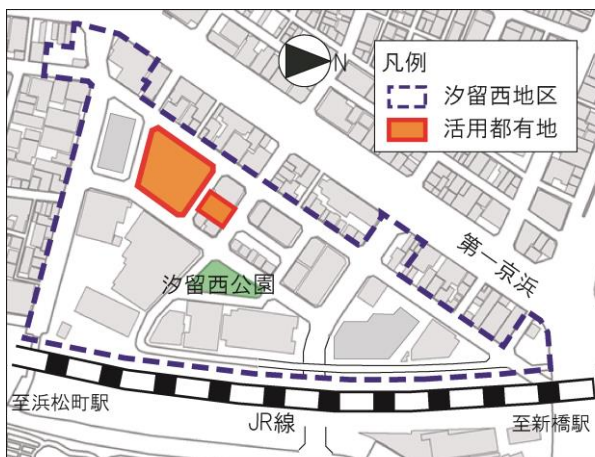 N
凡例
汐留西地区
活用都有地
第一京浜
汐留西公園
至浜松町駅
JR線
至新橋駅